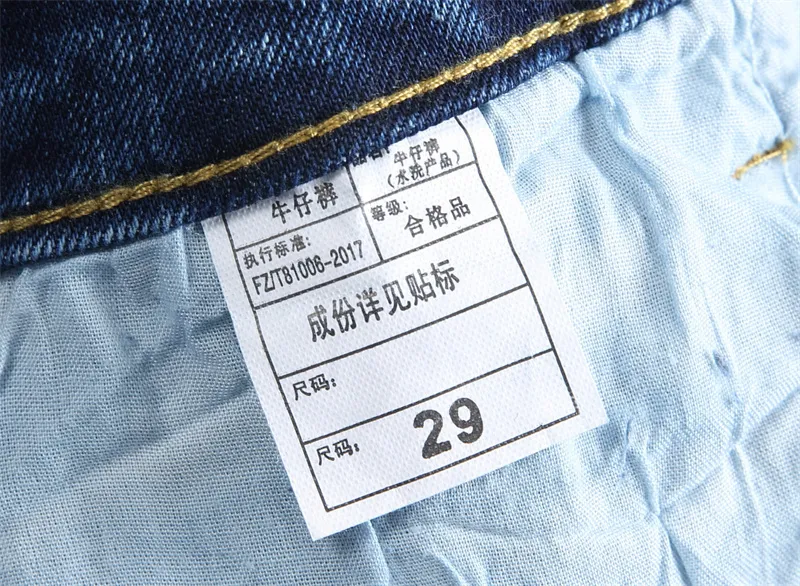 牛仔裤
牛仔裤
(水洗产品)
执行标准:
FZ/T81006-2017
等级:
合格品
成份详见贴标
尺码:
尺码:
29